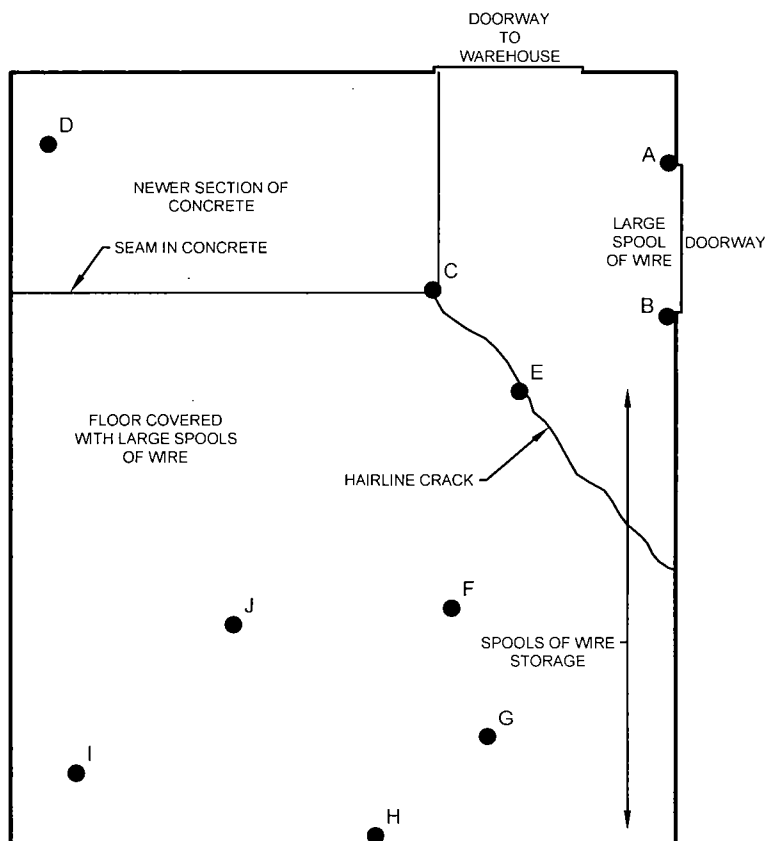 DOORWAY
TO
WAREHOUSE
D
A
NEWER SECTION OF
CONCRETE
SEAM IN CONCRETE
LARGE
SPOOL
OF WIRE
DOORWAY
C
B
E
FLOOR COVERED
WITH LARGE SPOOLS
OF WIRE
HAIRLINE CRACK
J
F
SPOOLS OF WIRE
STORAGE
G
I
H